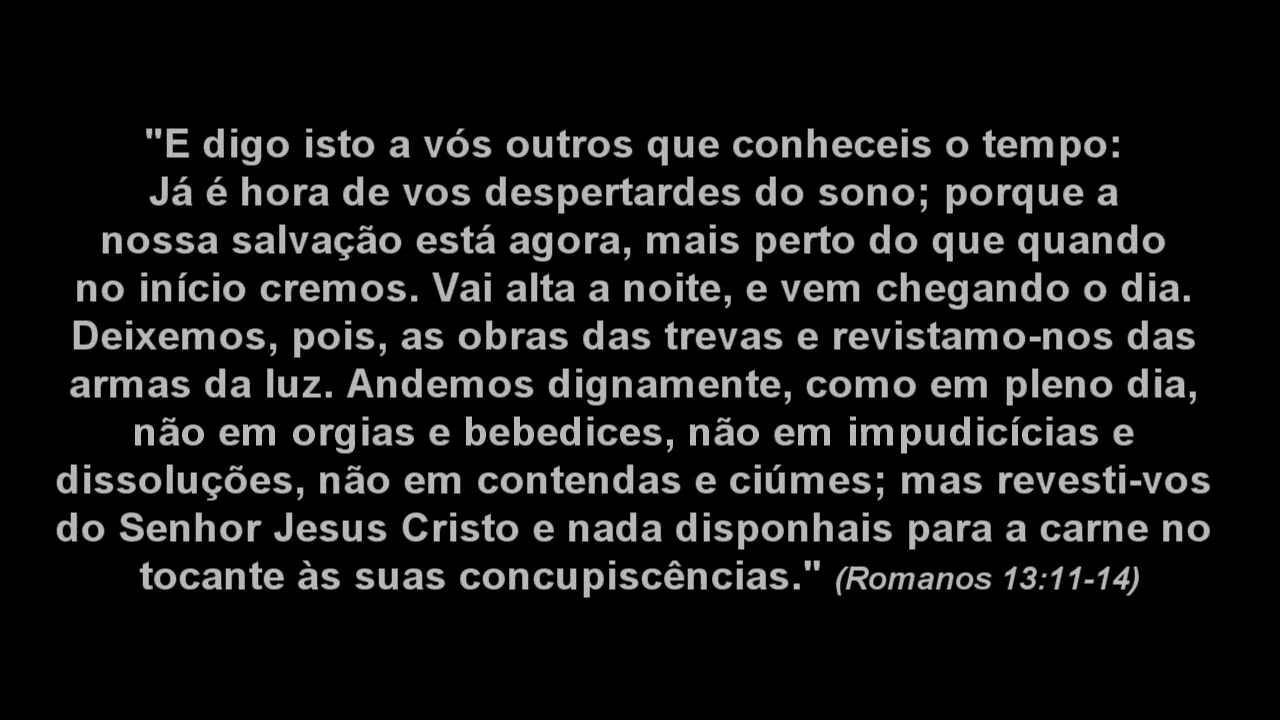 "E digo isto a vós outros que conheceis o tempo:
Já é hora de vos despertardes do sono; porque a
nossa salvação está agora, mais perto do que quando
no início cremos. Vai alta a noite, e vem chegando o dia.
Deixemos, pois, as obras das trevas e revistamo-nos das
armas da luz. Andemos dignamente, como em pleno dia,
não em orgias e bebedices, não em impudicícias e
dissoluções, não em contendas e ciúmes; mas revesti-vos
do Senhor Jesus Cristo e nada disponhais para a carne no
tocante às suas concupiscências." (Romanos 13:11-14)